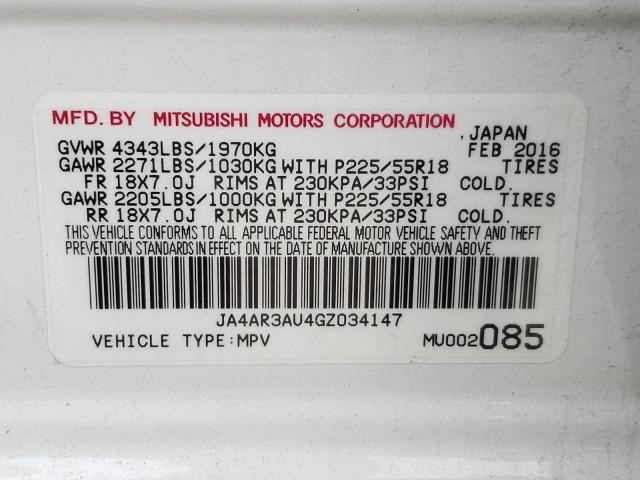 MFG. BY MITSUBISHI MOTORS CORPORATION
, JAPAN
GVWR 4343LBS/1970KG FEB 2016
GAWR 2271LBS/1030KG WITH P225/55R18 TIRES
FR 18X7.0J RIMS AT 230KPA/33PSI COLD.
GAWR 2205LBS/1000KG WITH P225/55R18 TIRES
RR 18X7.0J RIMS AT 230KPA/33PSI COLD.
THIS VEHICLE CONFORMS TO ALL APPLICABLE FEDERAL MOTOR VEHICLE SAFETY AND THEFT
PREVENTION STANDARDS IN EFFECT ON THE DATE OF MANUFACTURE SHOWN ABOVE.
JA4AR3AU4GZ034147
VEHICLE TYPE:MPV MU002085